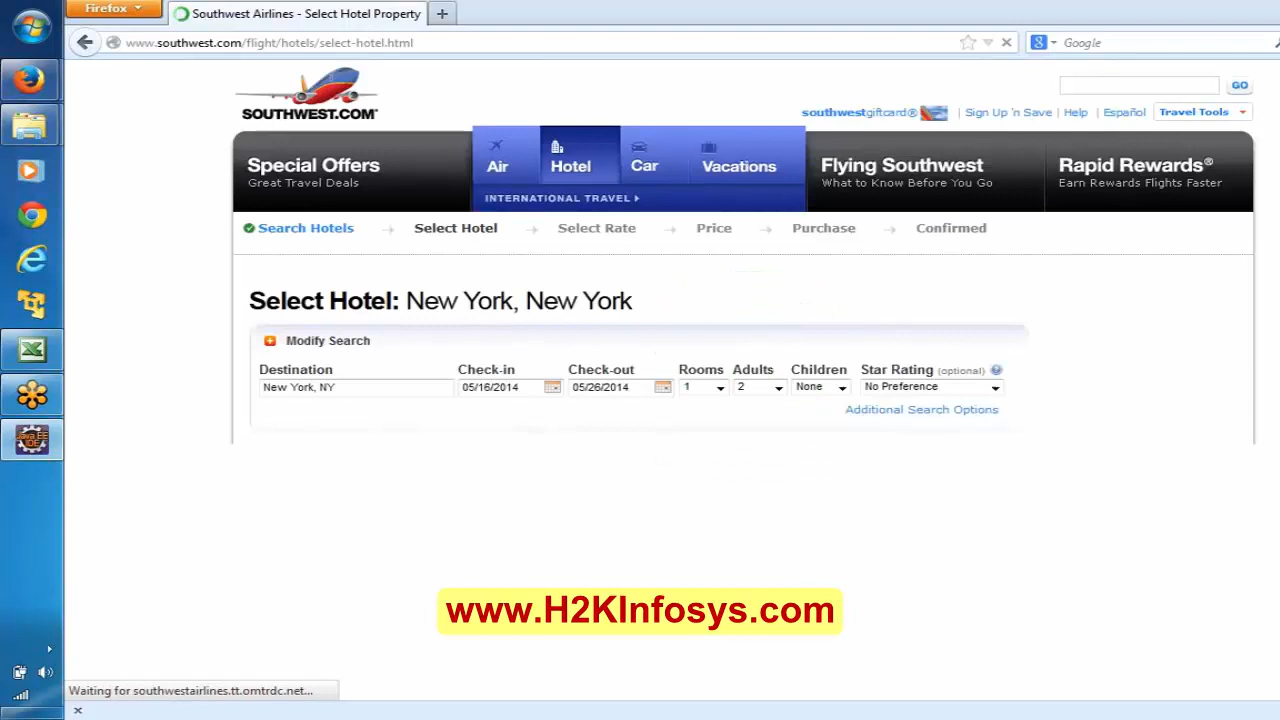 Firefox
Southwest Airlines - Select Hotel Property
www.southwest.com/flight/hotels/select-hotel.html
Google
SOUTHWEST.COM®
GO
southwestgiftcard®
Sign Up 'n Save | Help | Español
Travel Tools
Special Offers
Great Travel Deals
Air
Hotel
Car
Vacations
INTERNATIONAL TRAVEL
Flying Southwest
What to Know Before You Go
Rapid Rewards®
Earn Rewards Flights Faster
Search Hotels
Select Hotel
Select Rate
Price
Purchase
Confirmed
Select Hotel: New York, New York
Modify Search
Destination Check-in Check-out Rooms Adults Children Star Rating (optional)
New York, NY 05/16/2014 05/26/2014 1 2 None No Preference
Additional Search Options
www.H2KInfosys.com
Waiting for southwestairlines.tt.omtrdc.net...